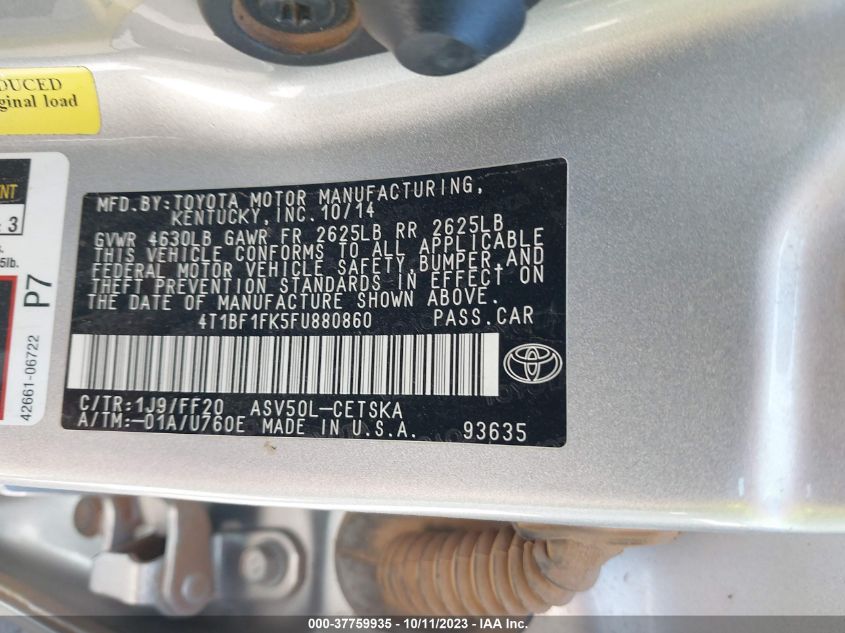 DUCED
ginal load
NT
3
s.
5lb.
P7
42661-06722
MFD.BY:TOYOTA MOTOR MANUFACTURING,
KENTUCKY, INC. 10/14
GVWR 4630LB GAWR FR 2625LB RR 2625LB
THIS VEHICLE CONFORMS TO ALL APPLICABLE
FEDERAL MOTOR VEHICLE SAFETY, BUMPER, AND
THEFT PREVENTION STANDARDS IN EFFECT ON
THE DATE OF MANUFACTURE SHOWN ABOVE.
4T1BF1FK5FU880860 PASS.CAR
C/TR:1J9/FF20 ASV50L-CETSKA
A/TM:-01A/U760E MADE IN U.S.A. 93635
000-37759935 - 10/11/2023 - IAA Inc.